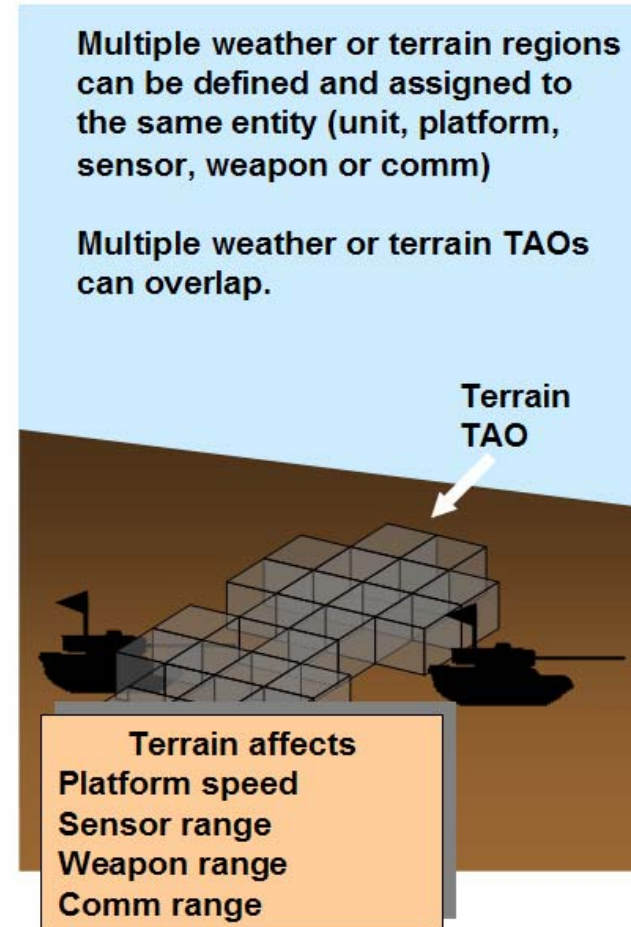 Multiple weather or terrain regions
can be defined and assigned to
the same entity (unit, platform,
sensor, weapon or comm)
Multiple weather or terrain TAOs
can overlap.
Terrain
TAO
Terrain affects
Platform speed
Sensor range
Weapon range
Comm range